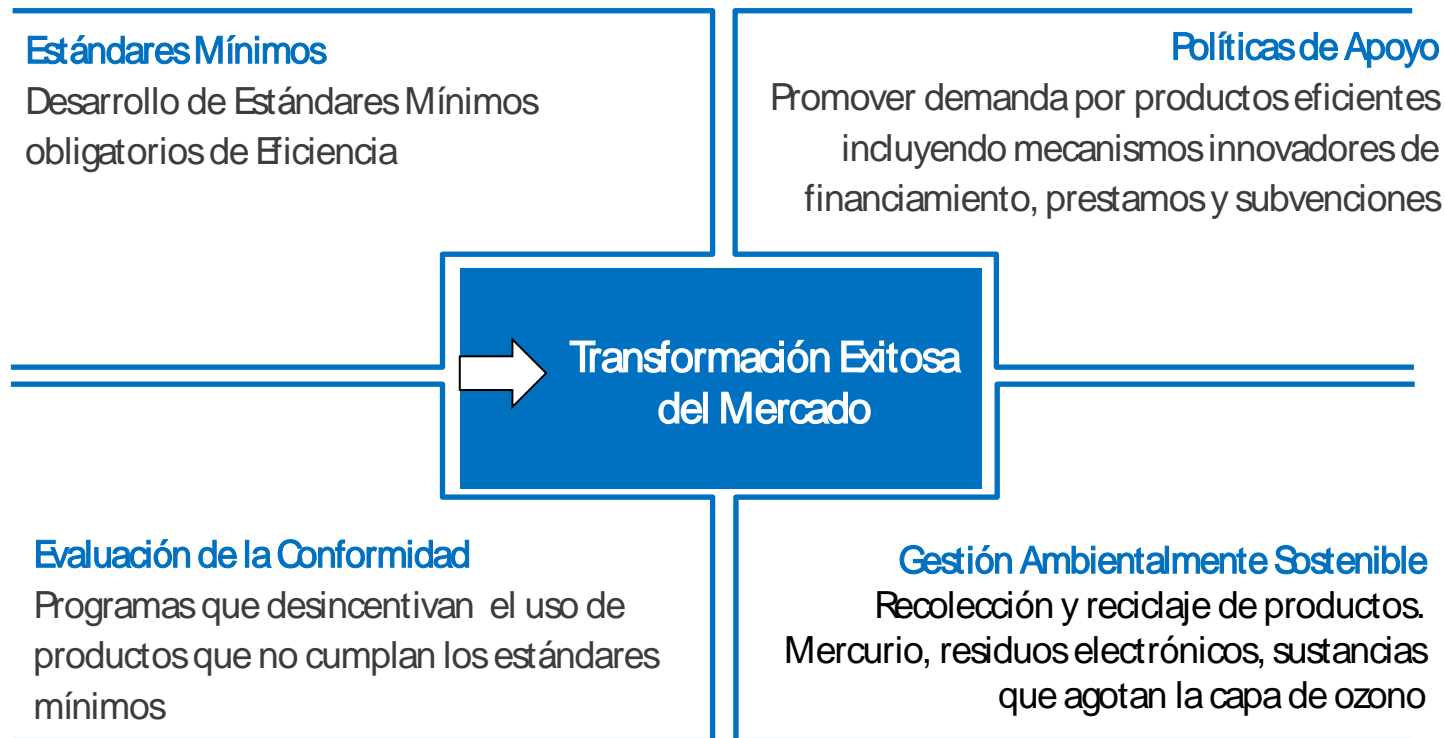 Estándares Mínimos
Desarrollo de Estándares Mínimos
obligatorios de Eficiencia
Políticas de Apoyo
Promover demanda por productos eficientes
incluyendo mecanismos innovadores de
financiamiento, prestamos y subvenciones
Transformación Exitosa
del Mercado
Evaluación de la Conformidad
Programas que desincentivan el uso de
productos que no cumplan los estándares
mínimos
Gestión Ambientalmente Sostenible
Recolección y reciclaje de productos.
Mercurio, residuos electrónicos, sustancias
que agotan la capa de ozono